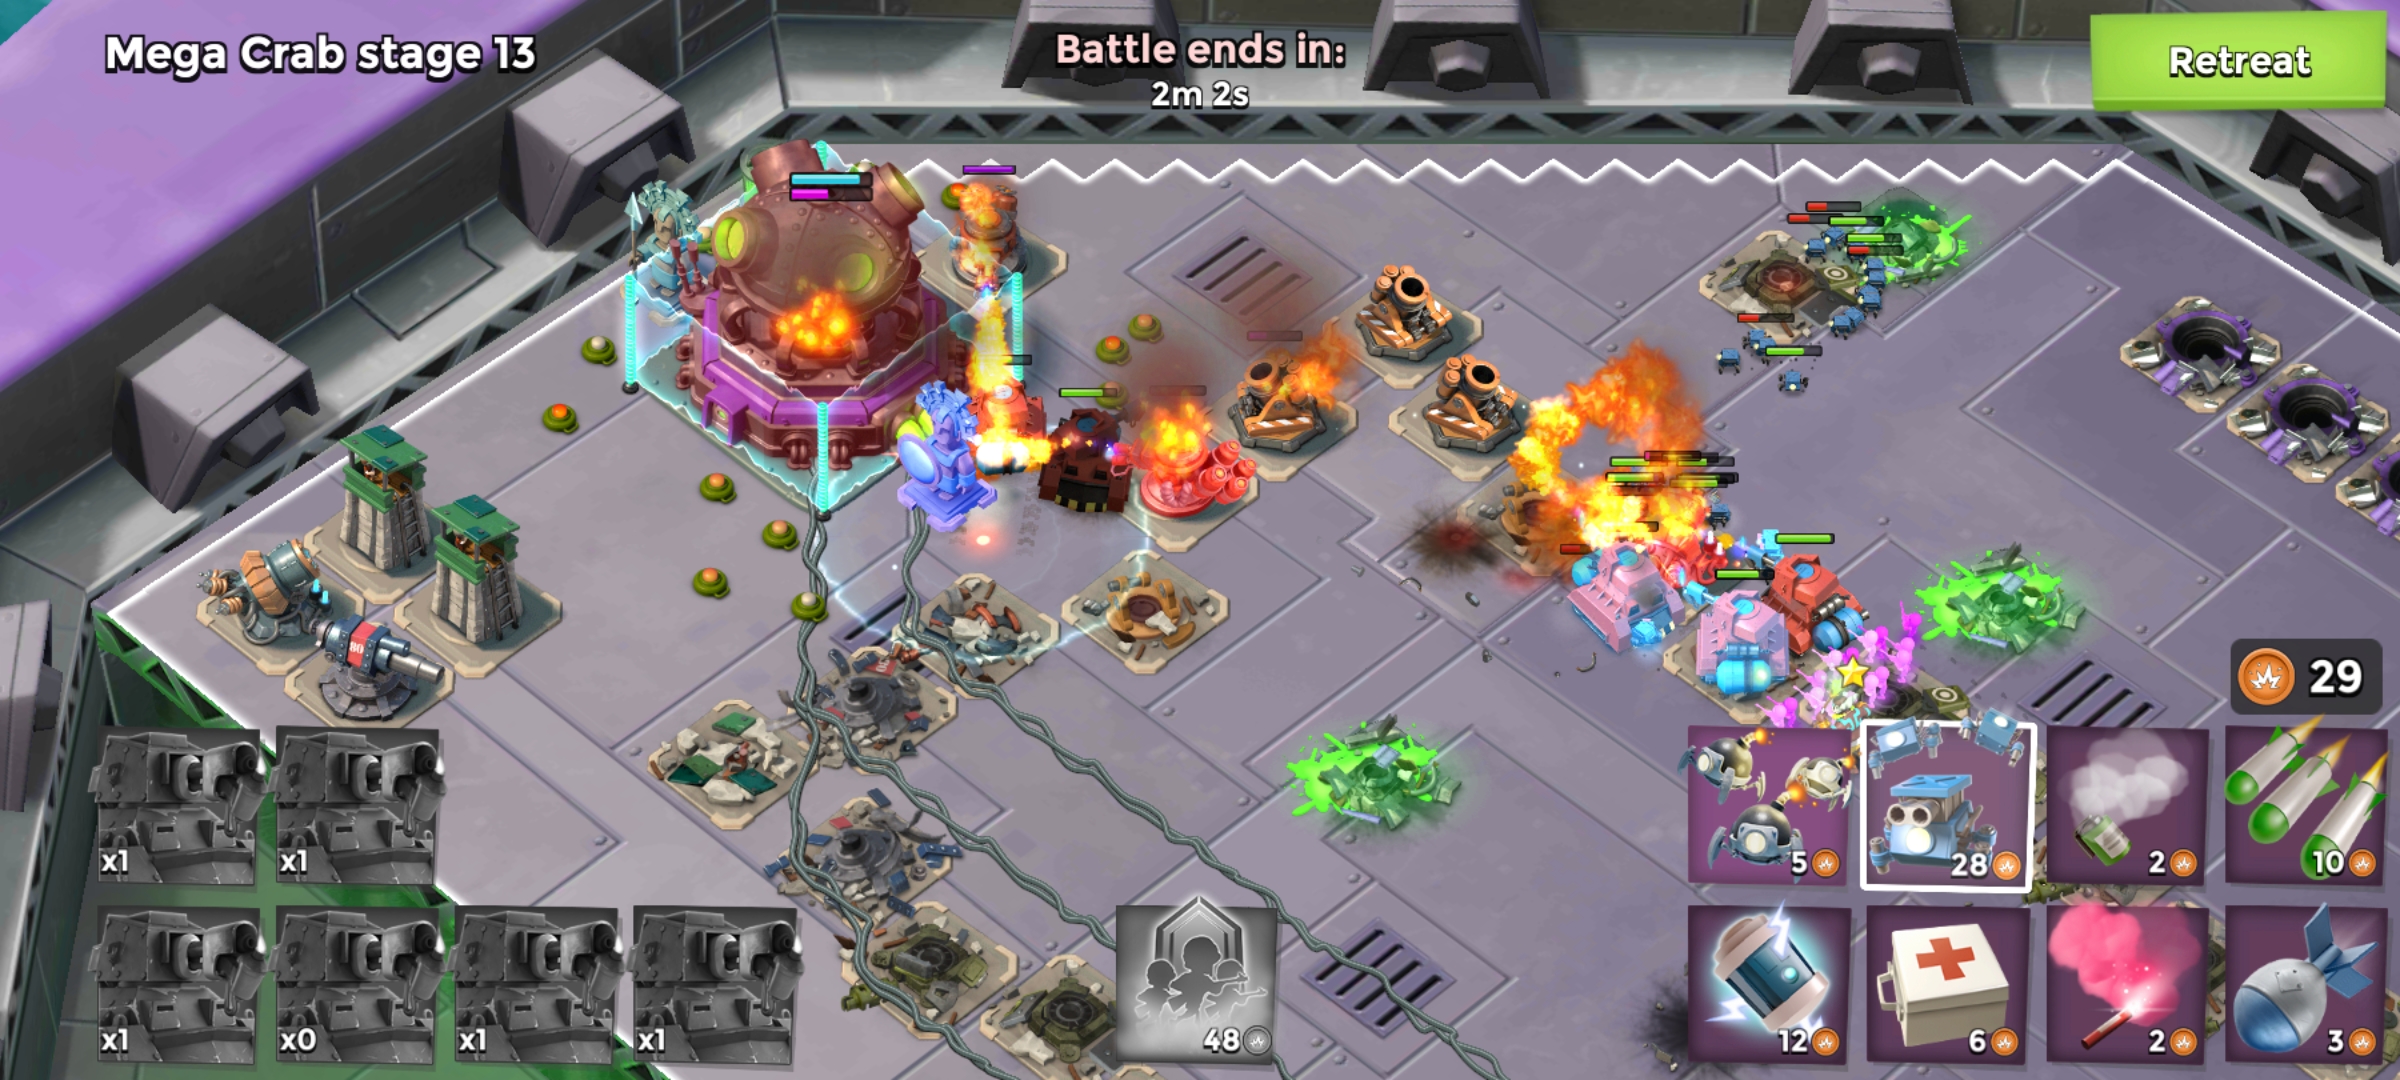 Mega Crab stage 13
Battle ends in:
2m 2s
Retreat
80
29
x1
x1
5
28
2
10
x1
x0
x1
x1
48
12
6
2
3